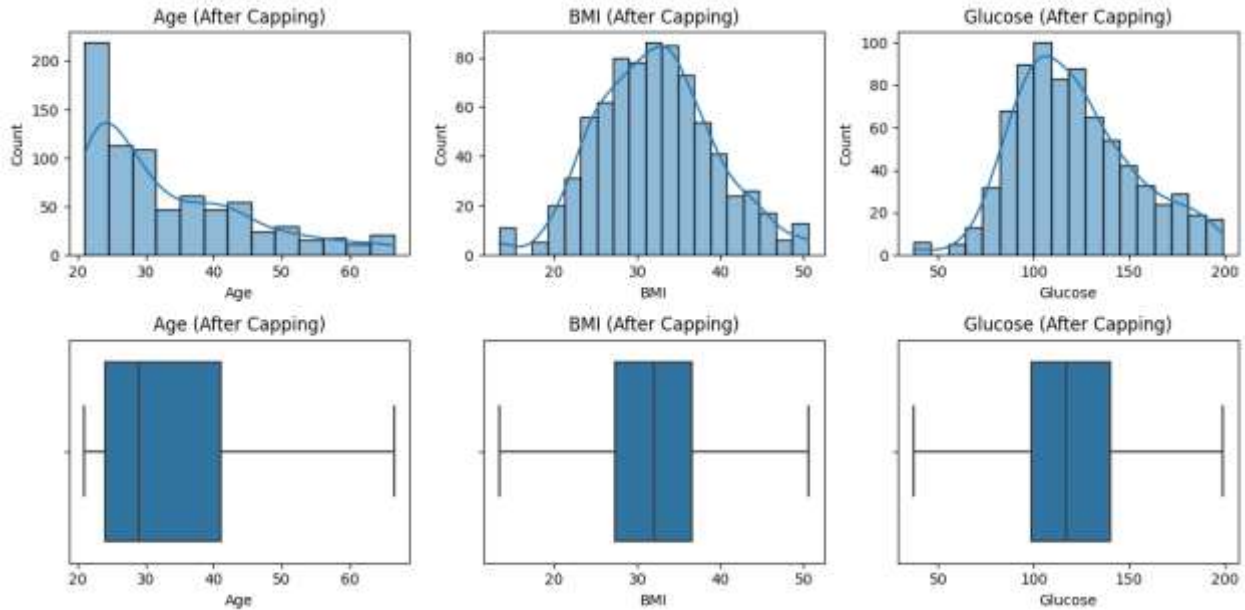 Age (After Capping)
200
150
100
50
0
Count
20 30 40 50 60
Age
BMI (After Capping)
80
60
40
20
0
Count
20 30 40 50
BMI
Glucose (After Capping)
100
80
60
40
20
0
Count
50 100 150 200
Glucose
Age (After Capping)
20 30 40 50 60
Age
BMI (After Capping)
20 30 40 50
BMI
Glucose (After Capping)
50 100 150 200
Glucose